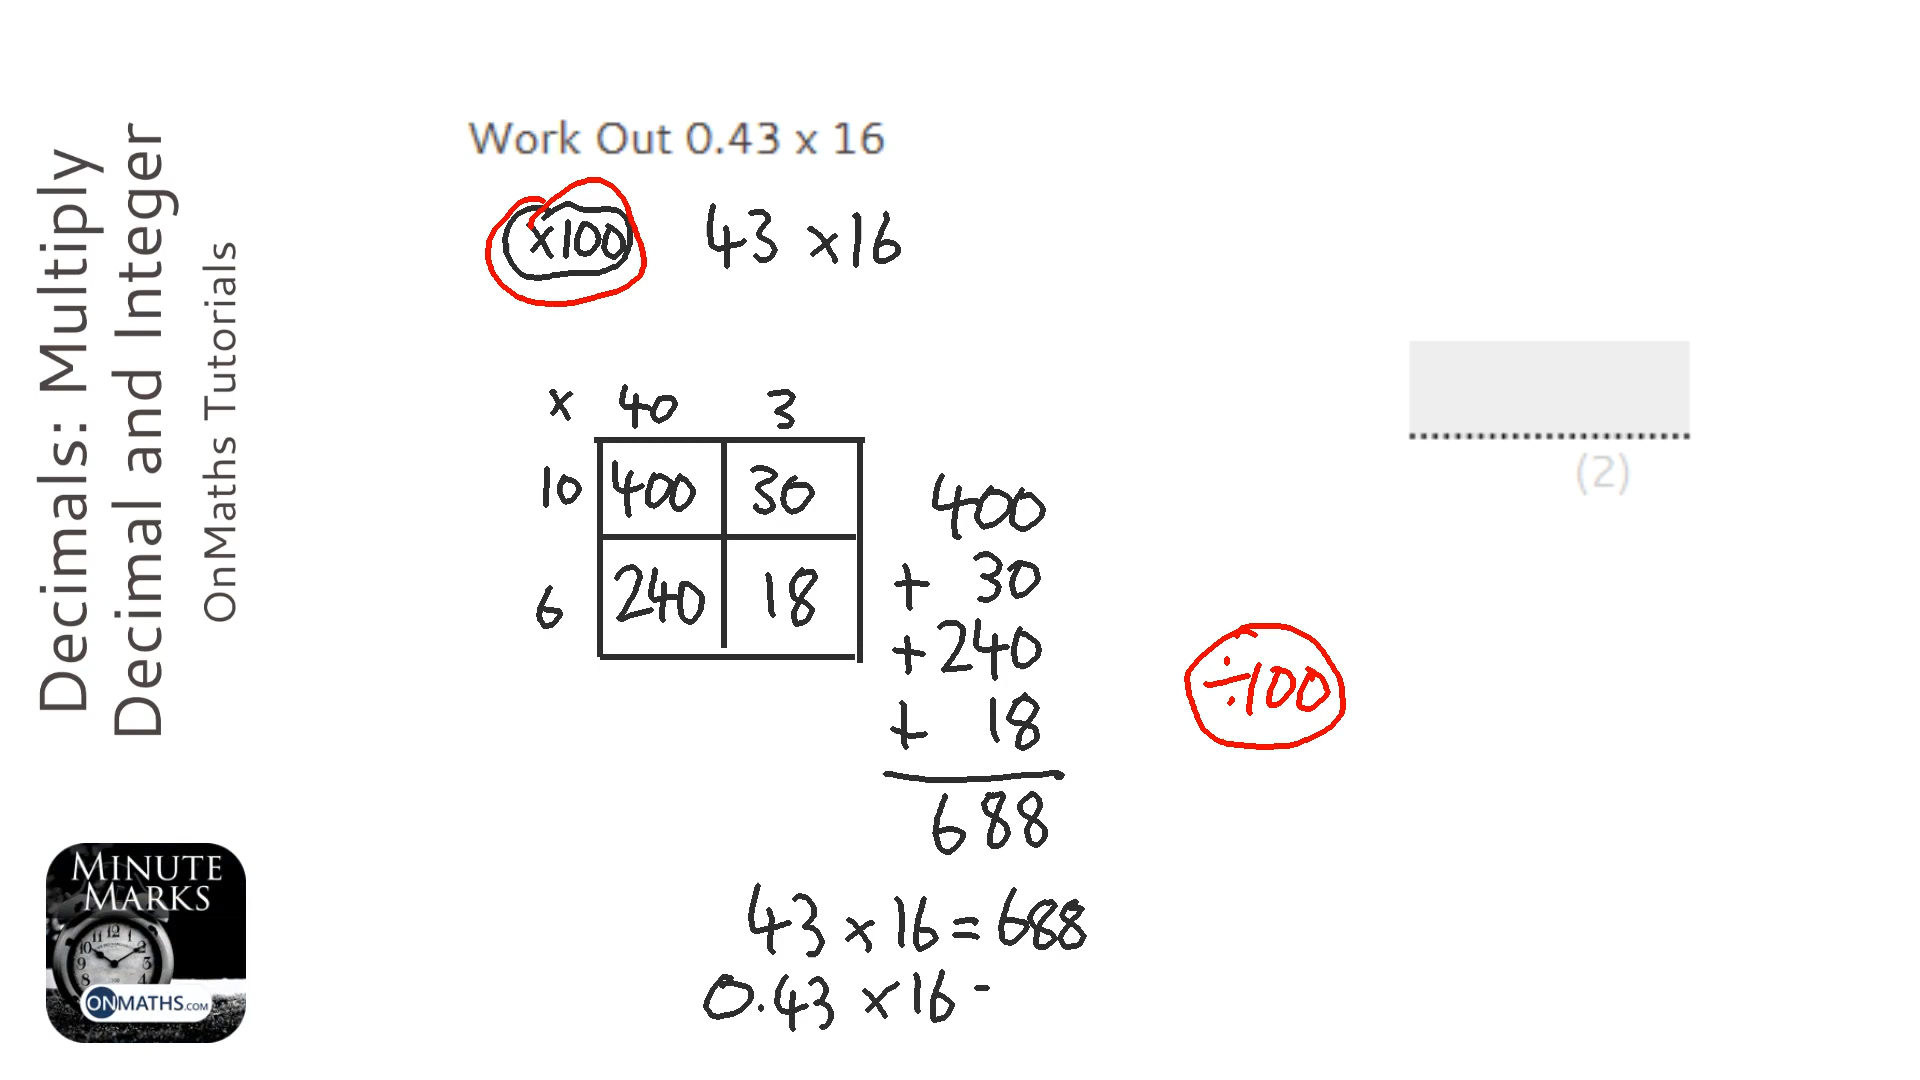 Decimals: Multiply
Decimal and Integer
OnMaths Tutorials
Work Out 0.43 x 16
x100 43 x16
x 40 3
10 400 30
6 240 18
400
+ 30
+ 240
+ 18
688
÷100
(2)
43 x 16 = 688
0.43 x 16 -
MINUTE
MARKS
ONMATHS.COM